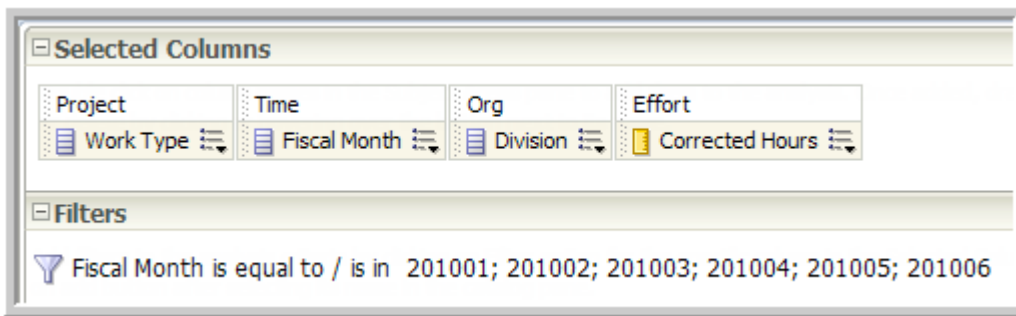 Selected Columns
Project Time Org Effort
Work Type Fiscal Month Division Corrected Hours
Filters
Fiscal Month is equal to / is in 201001; 201002; 201003; 201004; 201005; 201006